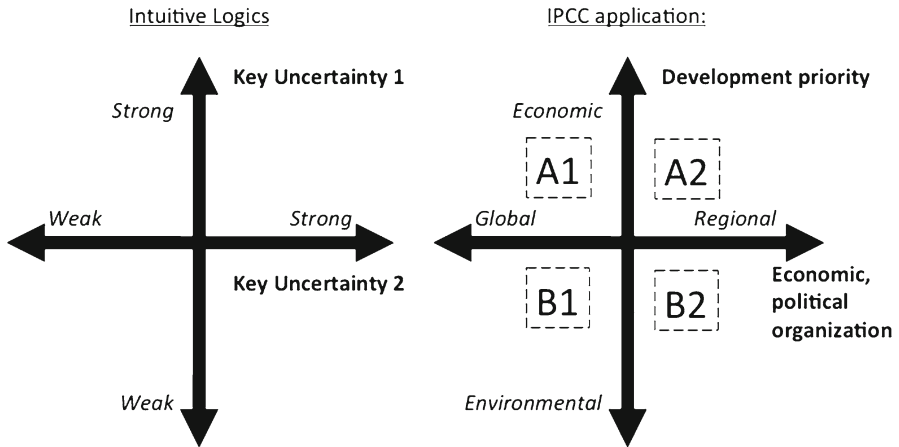 Intuitive Logics
Key Uncertainty 1
Strong
Weak
Strong
Key Uncertainty 2
Weak
IPCC application:
Development priority
Economic
A1
A2
Global
Regional
Economic,
political
organization
B1
B2
Environmental